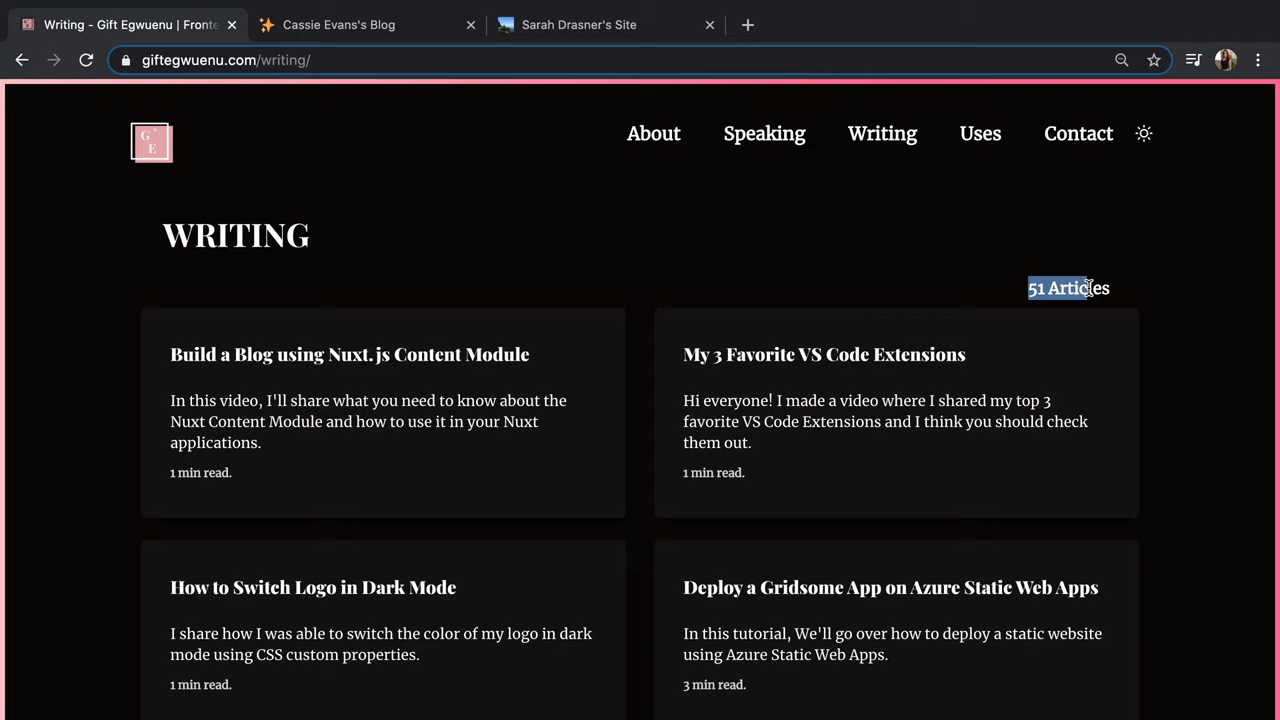 Writing - Gift Egwuenu | Fronte
Cassie Evans's Blog
Sarah Drasner's Site
giftegwuenu.com/writing/
G `
E
About Speaking Writing Uses Contact
WRITING
51 Articles
Build a Blog using Nuxt.js Content Module
In this video, I'll share what you need to know about the
Nuxt Content Module and how to use it in your Nuxt
applications.
1 min read.
My 3 Favorite VS Code Extensions
Hi everyone! I made a video where I shared my top 3
favorite VS Code Extensions and I think you should check
them out.
1 min read.
How to Switch Logo in Dark Mode
I share how I was able to switch the color of my logo in dark
mode using CSS custom properties.
1 min read.
Deploy a Gridsome App on Azure Static Web Apps
In this tutorial, We'll go over how to deploy a static website
using Azure Static Web Apps.
3 min read.